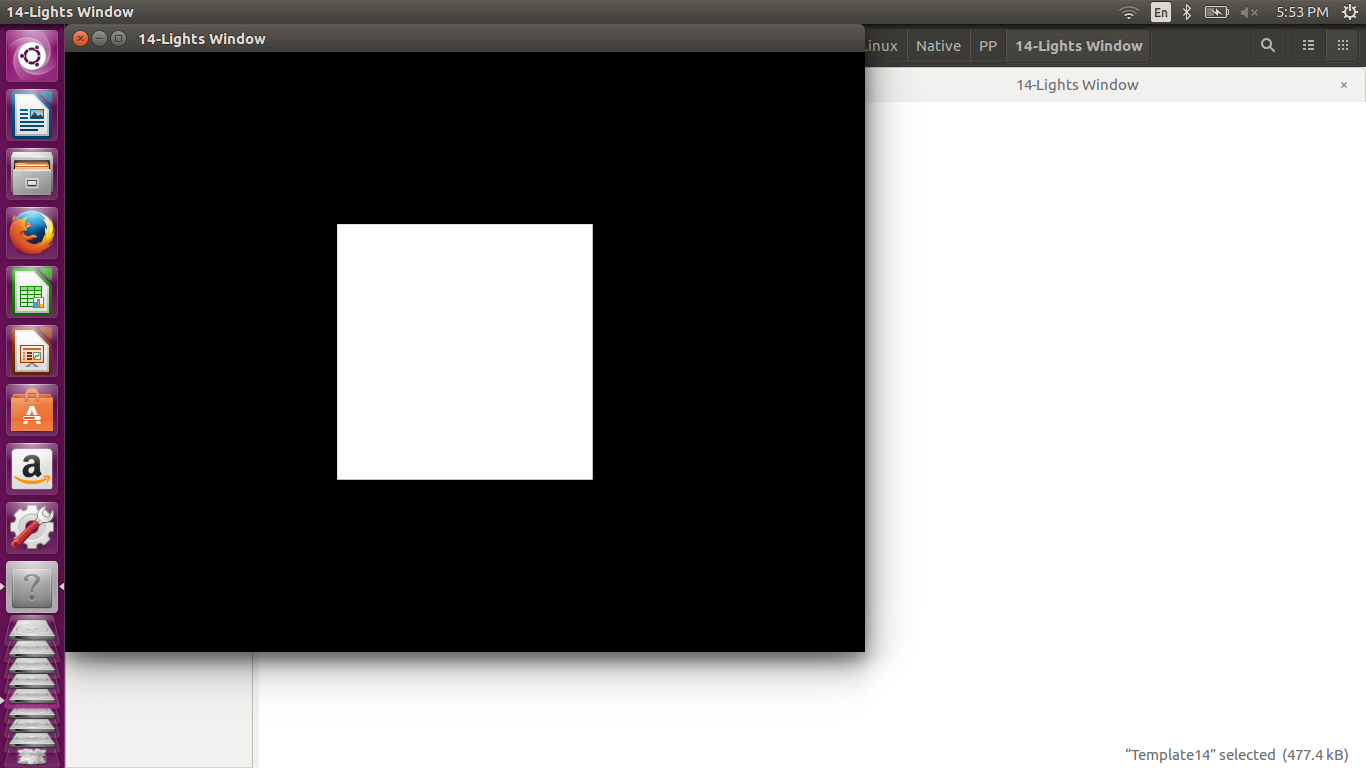 14-Lights Window
En
5:53 PM
14-Lights Window
inux
Native
PP
14-Lights Window
14-Lights Window
A
a
?
“Template14” selected (477.4 kB)